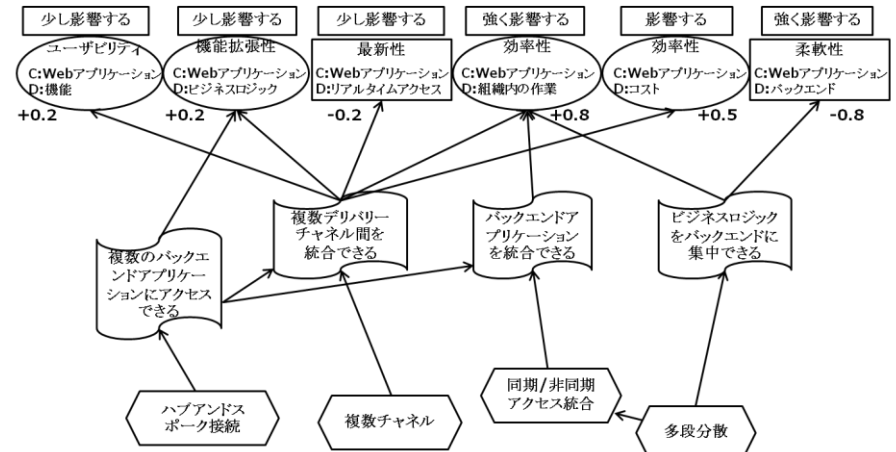 少し影響する
少し影響する
少し影響する
強く影響する
影響する
強く影響する
ユーザビリティ
C:Webアプリケーション
D:機能
+0.2
機能拡張性
C:Webアプリケーション
D:ビジネスロジック
+0.2
最新性
C:Webアプリケーション
D:リアルタイムアクセス
-0.2
効率性
C:Webアプリケーション
D:組織内の作業
+0.8
効率性
C:Webアプリケーション
D:コスト
+0.5
柔軟性
C:Webアプリケーション
D:バックエンド
-0.8
複数のバックエ
ンドアプリケー
ションにアクセス
できる
複数デリバリー
チャネル間を
統合できる
バックエンドア
プリケーション
を統合できる
ビジネスロジック
をバックエンドに
集中できる
ハブアンドス
ポーク接続
複数チャネル
同期/非同期
アクセス統合
多段分散